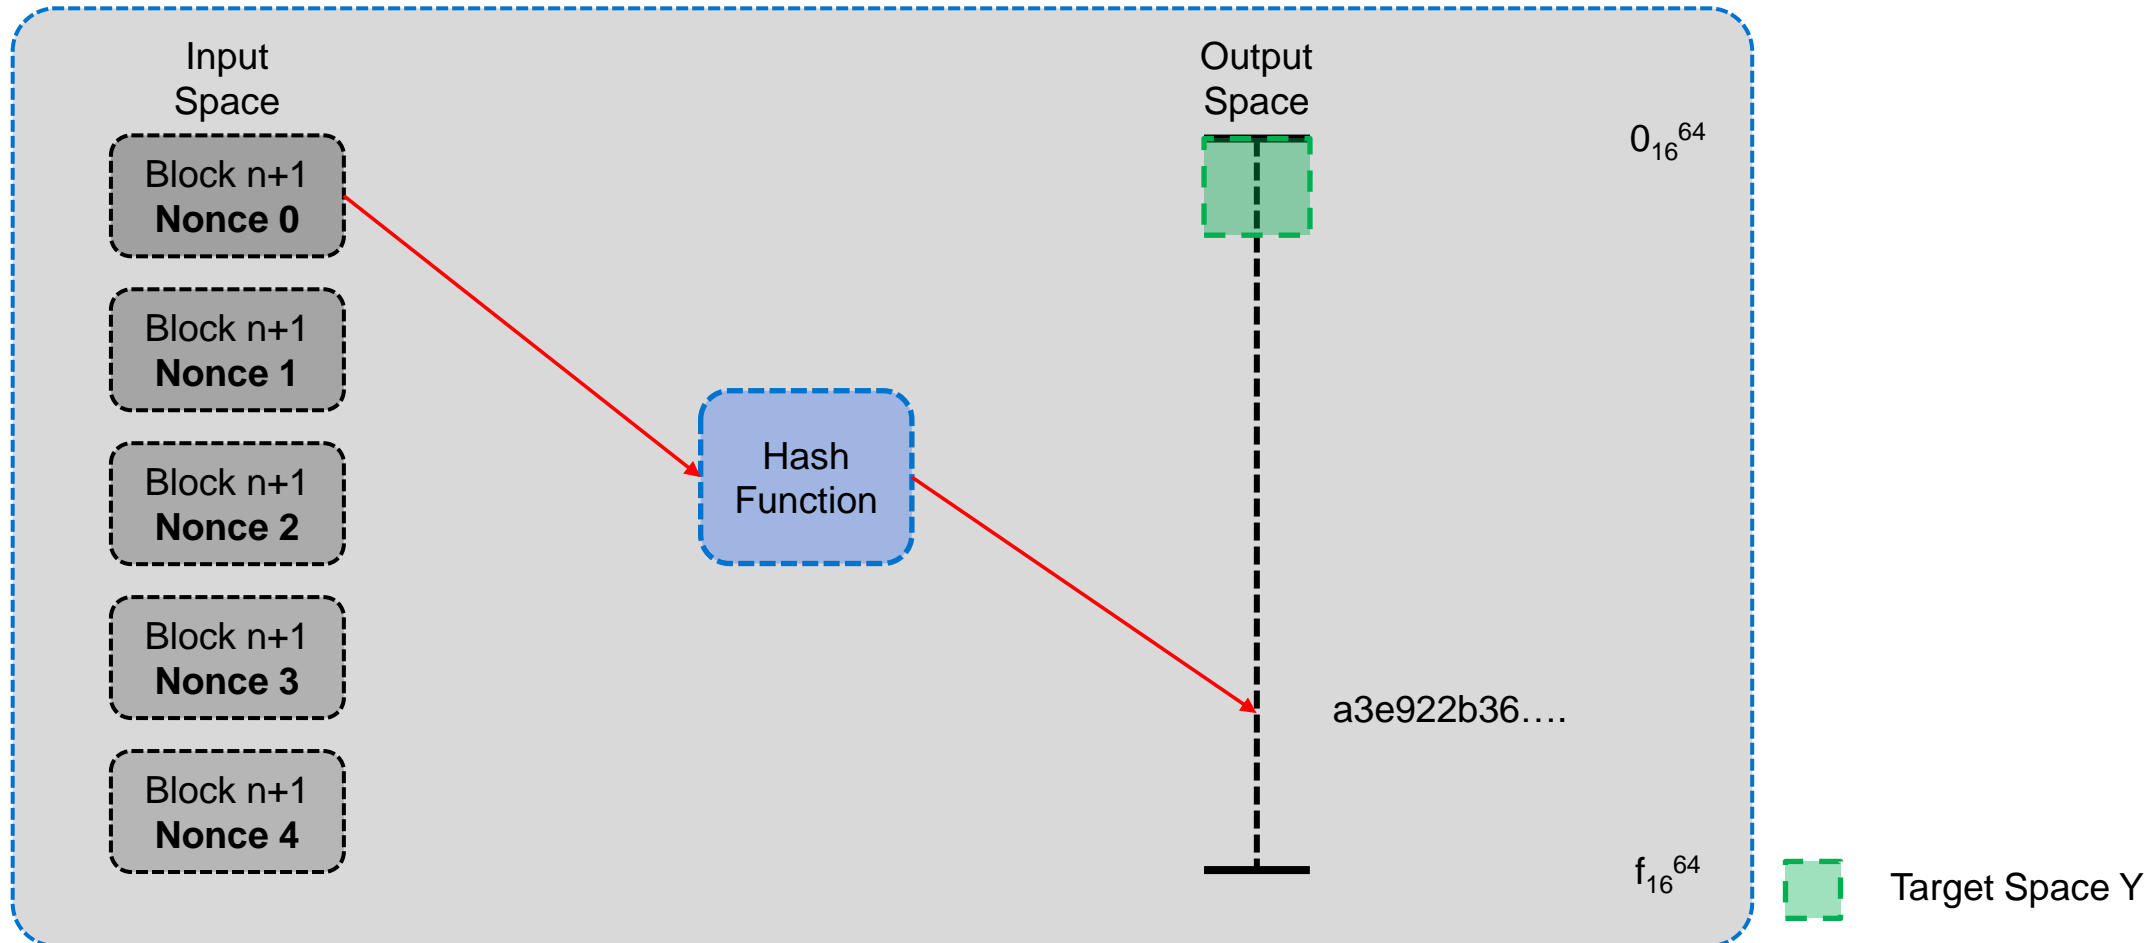 Input
Space
Output
Space
Block n+1
Nonce 0
0₁₆⁶⁴
Block n+1
Nonce 1
Hash
Function
Block n+1
Nonce 2
Block n+1
Nonce 3
a3e922b36….
Block n+1
Nonce 4
f₁₆⁶⁴
Target Space Y